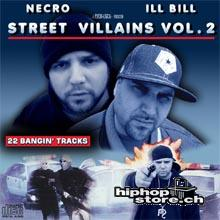 NECRO ILL BILL
STREET VILLAINS VOL. 2
22 BANGIN' TRACKS
hiphop
store.ch